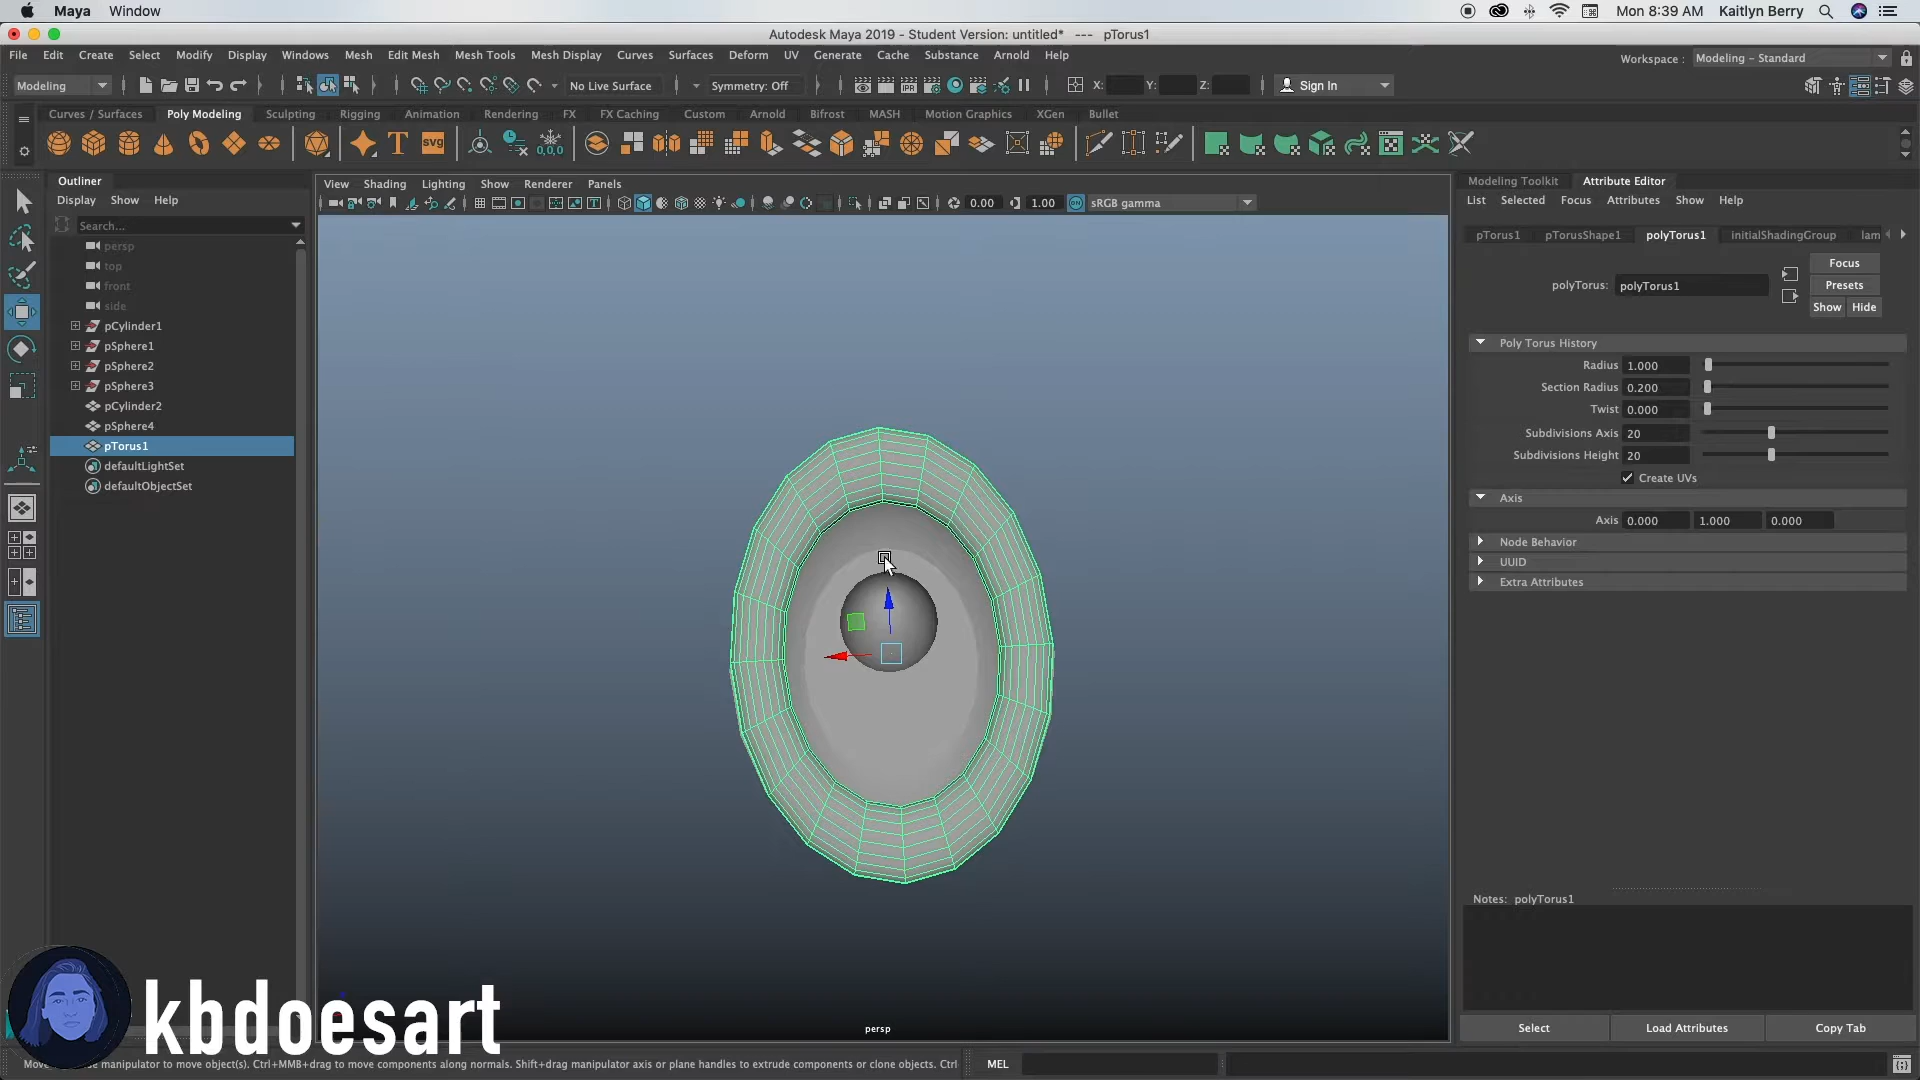 Maya Window Mon 8:39 AM Kaitlyn Berry
Autodesk Maya 2019 - Student Version: untitled* --- pTorus1
File Edit Create Select Modify Display Windows Mesh Edit Mesh Mesh Tools Mesh Display Curves Surfaces Deform UV Generate Cache Substance Arnold Help
Workspace : Modeling - Standard
Modeling No Live Surface Symmetry: Off X: Y: Z: Sign In
Curves / Surfaces Poly Modeling Sculpting Rigging Animation Rendering FX FX Caching Custom Arnold Bifrost MASH Motion Graphics XGen Bullet
T svg 0,0,0
Outliner
Display Show Help
Search...
persp
top
front
side
pCylinder1
pSphere1
pSphere2
pSphere3
pCylinder2
pSphere4
pTorus1
defaultLightSet
defaultObjectSet
View Shading Lighting Show Renderer Panels
0.00 1.00 ON sRGB gamma
persp
Modeling Toolkit Attribute Editor
List Selected Focus Attributes Show Help
pTorus1 pTorusShape1 polyTorus1 initialShadingGroup lam
polyTorus: polyTorus1
Focus
Presets
Show Hide
Poly Torus History
Radius 1.000
Section Radius 0.200
Twist 0.000
Subdivisions Axis 20
Subdivisions Height 20
Create UVs
Axis
Axis 0.000 1.000 0.000
Node Behavior
UUID
Extra Attributes
Notes: polyTorus1
Select Load Attributes Copy Tab
kbdoesart
manipulator to move object(s). Ctrl+MMB+drag to move components along normals. Shift+drag manipulator axis or plane handles to extrude components or clone objects. Ctrl
MEL